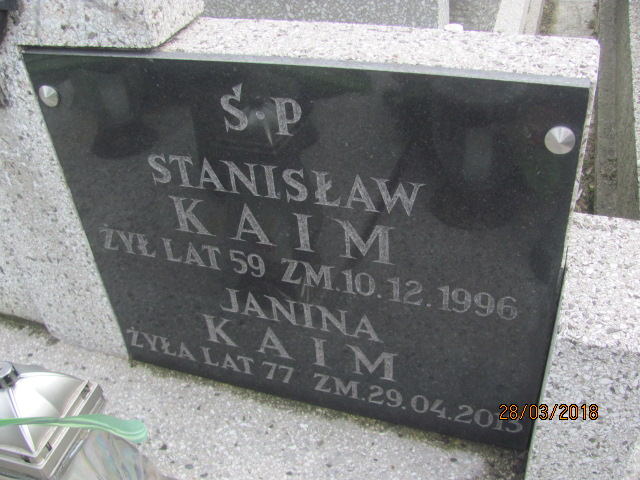 Ś.P
STANISŁAW
KAIM
ŻYŁ LAT 59 ZM.10.12.1996
JANINA
KAIM
ŻYŁA LAT 77 ZM.29.04.2013
28/03/2018